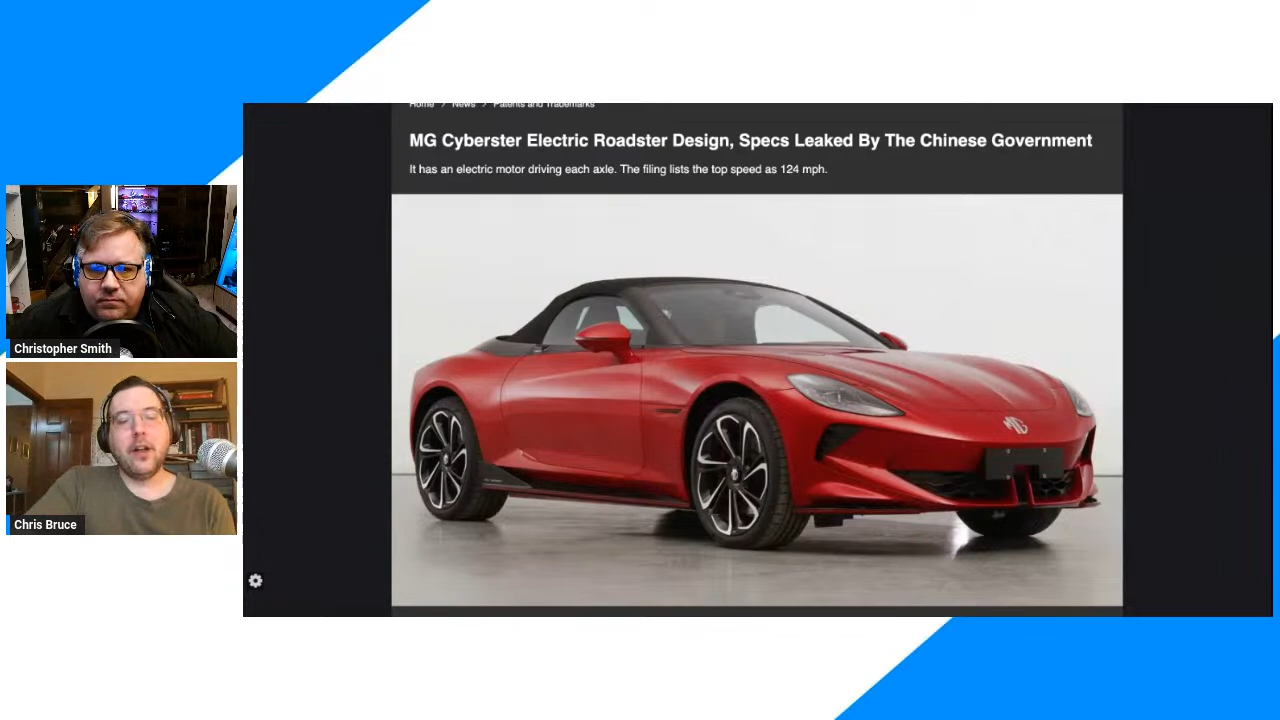 Home > News > Patents and Trademarks
MG Cyberster Electric Roadster Design, Specs Leaked By The Chinese Government
It has an electric motor driving each axle. The filing lists the top speed as 124 mph.
Christopher Smith
MG
Chris Bruce